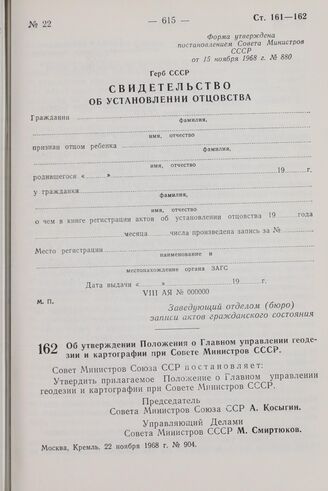 № 22 — 615 — Ст. 161—162
Форма утверждена
постановлением Совета Министров
СССР
от 15 ноября 1968 г. № 880
Герб СССР
СВИДЕТЕЛЬСТВО
ОБ УСТАНОВЛЕНИИ ОТЦОВСТВА
Гражданин
фамилия,
имя, отчество
признан отцом ребенка
фамилия,
имя, отчество
родившегося «......» 19......г.
у гражданки
фамилия,
имя, отчество
о чем в книге регистрации актов об установлении отцовства 19......года
месяца......числа произведена запись за №
Место регистрации
наименование и
местонахождение органа ЗАГС
Дата выдачи «......» 19......г.
VIII АЯ № 000000
М. П.
Заведующий отделом (бюро)
записи актов гражданского состояния
162 Об утверждении Положения о Главном управлении геоде-
зии и картографии при Совете Министров СССР.
Совет Министров Союза ССР постановляет:
Утвердить прилагаемое Положение о Главном управлении
геодезии и картографии при Совете Министров СССР.
Председатель
Совета Министров Союза ССР А. Косыгин.
Управляющий Делами
Совета Министров СССР М. Смиртюков.
Москва, Кремль. 22 ноября 1968 г. № 904.